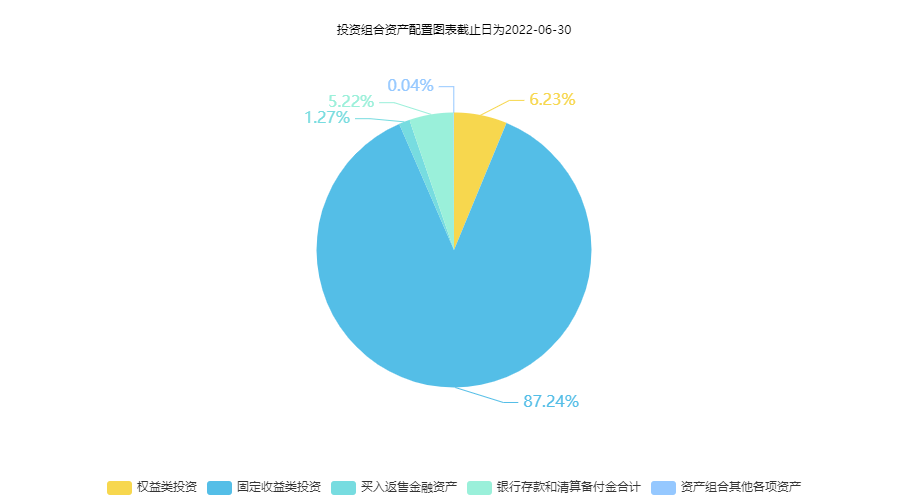 投资组合资产配置图表截止日为2022-06-30
0.04%
6.23%
5.22%
1.27%
87.24%
权益类投资
固定收益类投资
买入返售金融资产
银行存款和清算备付金合计
资产组合其他各项资产